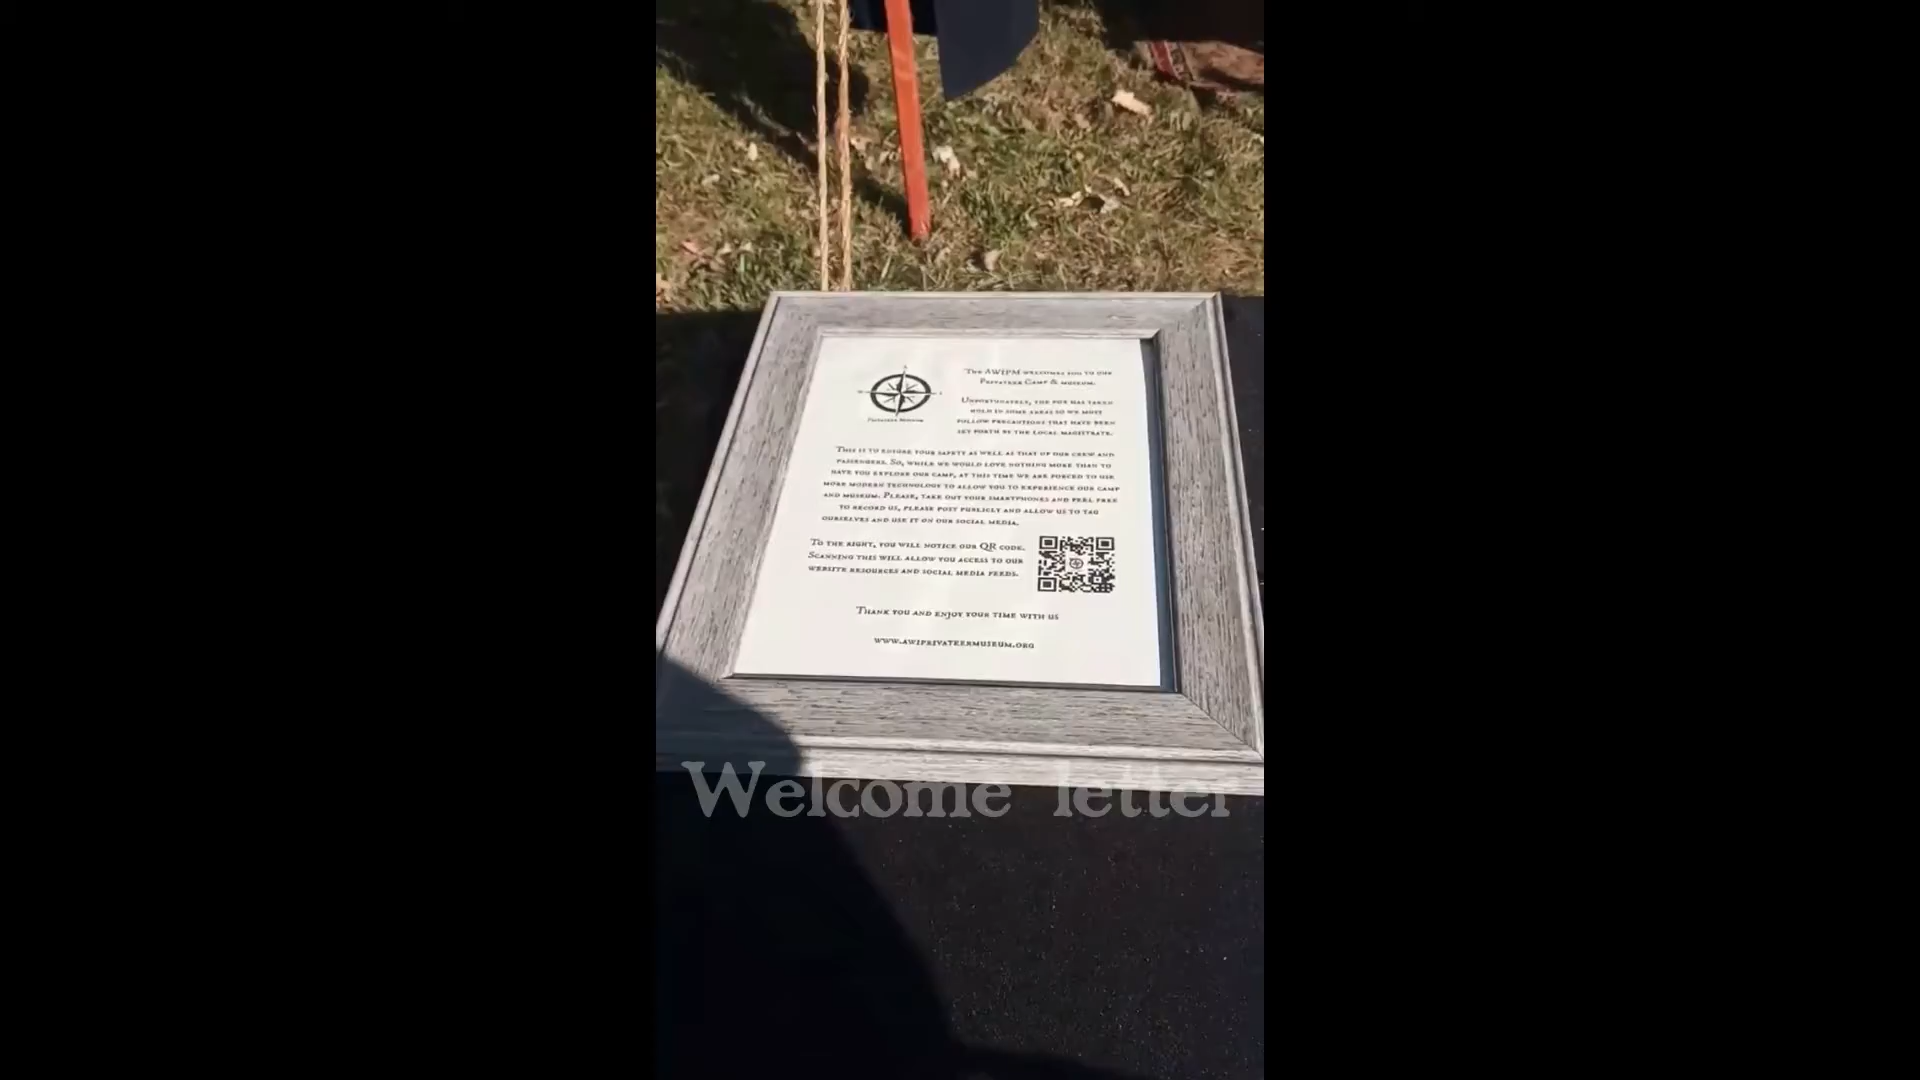 The AWIPM welcomes you to our
Privateer Camp & museum.
Unfortunately, the pox has taken
hold in some areas so we must
follow precautions that have been
set forth by the local magistrate.
This is to ensure your safety as well as that of our crew and
passengers. So, while we would love nothing more than to
have you explore our camp, at this time we are forced to use
more modern technology to allow you to experience our camp
and museum. Please, take out your smartphones and feel free
to record us, please post publicly and allow us to tag
ourselves and use it on our social media.
To the right, you will notice our QR code.
Scanning this will allow you access to our
website resources and social media feeds.
Thank you and enjoy your time with us
www.awiprivateermuseum.org
Privateer Museum
Welcome letter